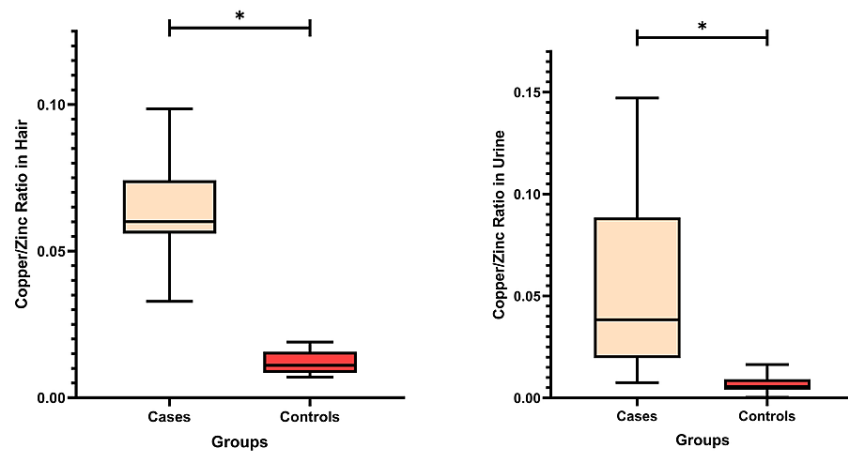 *
Copper/Zinc Ratio in Hair
0.10
0.05
0.00
Cases
Controls
Groups
*
Copper/Zinc Ratio in Urine
0.15
0.10
0.05
0.00
Cases
Controls
Groups